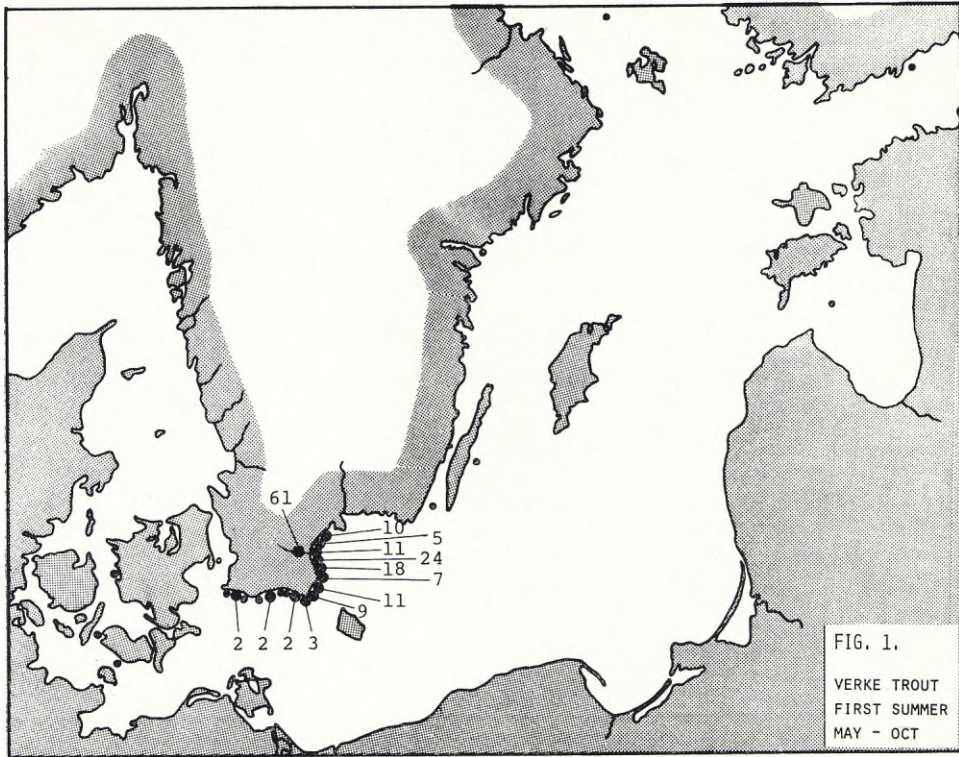 61
10
5
11
24
18
7
11
9
2 2 2 3
FIG. 1.
VERKE TROUT
FIRST SUMMER
MAY - OCT